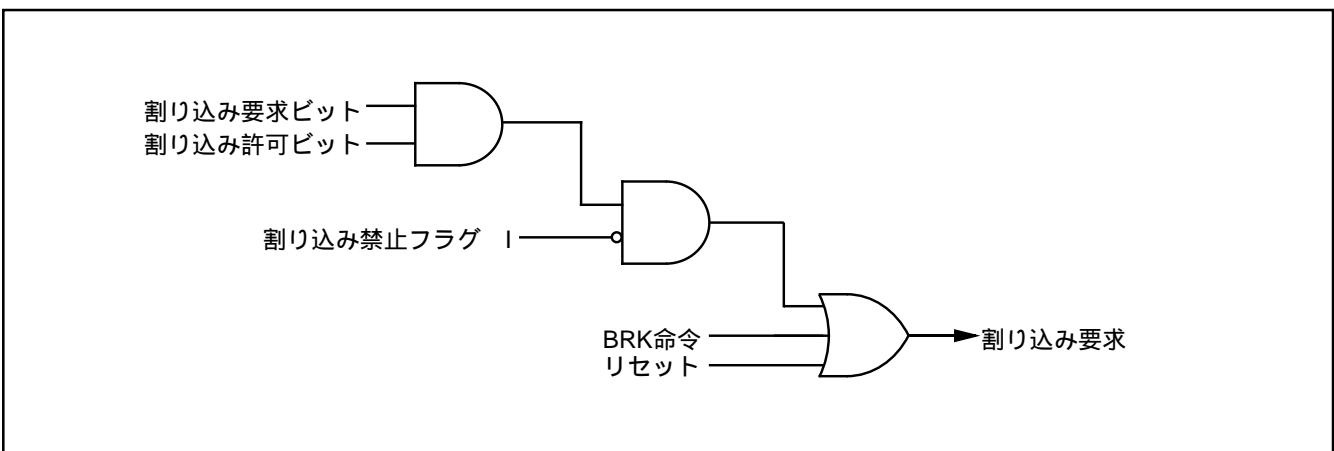 割り込み要求ビット
割り込み許可ビット
割り込み禁止フラグ I
BRK命令
リセット
割り込み要求